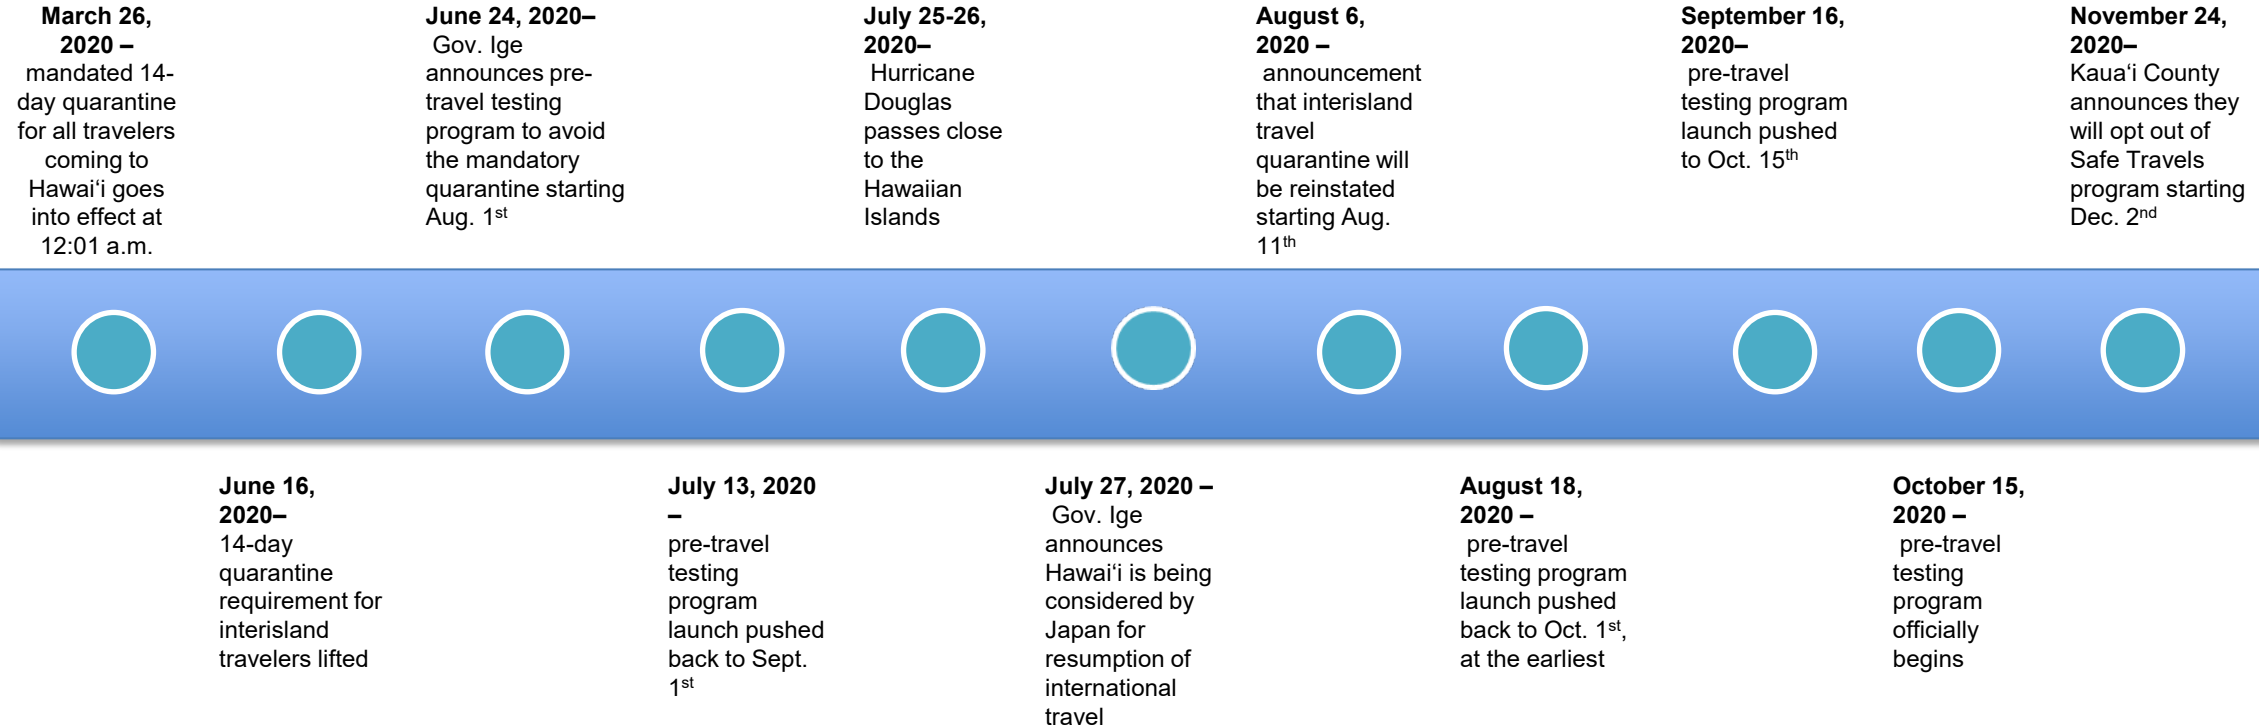 March 26,
2020 –
mandated 14-
day quarantine
for all travelers
coming to
Hawai‘i goes
into effect at
12:01 a.m.
June 24, 2020–
Gov. Ige
announces pre-
travel testing
program to avoid
the mandatory
quarantine starting
Aug. 1st
July 25-26,
2020–
Hurricane
Douglas
passes close
to the
Hawaiian
Islands
August 6,
2020 –
announcement
that interisland
travel
quarantine will
be reinstated
starting Aug.
11th
September 16,
2020–
pre-travel
testing program
launch pushed
to Oct. 15th
November 24,
2020–
Kaua‘i County
announces they
will opt out of
Safe Travels
program starting
Dec. 2nd
June 16,
2020–
14-day
quarantine
requirement for
interisland
travelers lifted
July 13, 2020
–
pre-travel
testing
program
launch pushed
back to Sept.
1st
July 27, 2020 –
Gov. Ige
announces
Hawai‘i is being
considered by
Japan for
resumption of
international
travel
August 18,
2020 –
pre-travel
testing program
launch pushed
back to Oct. 1st,
at the earliest
October 15,
2020 –
pre-travel
testing
program
officially
begins